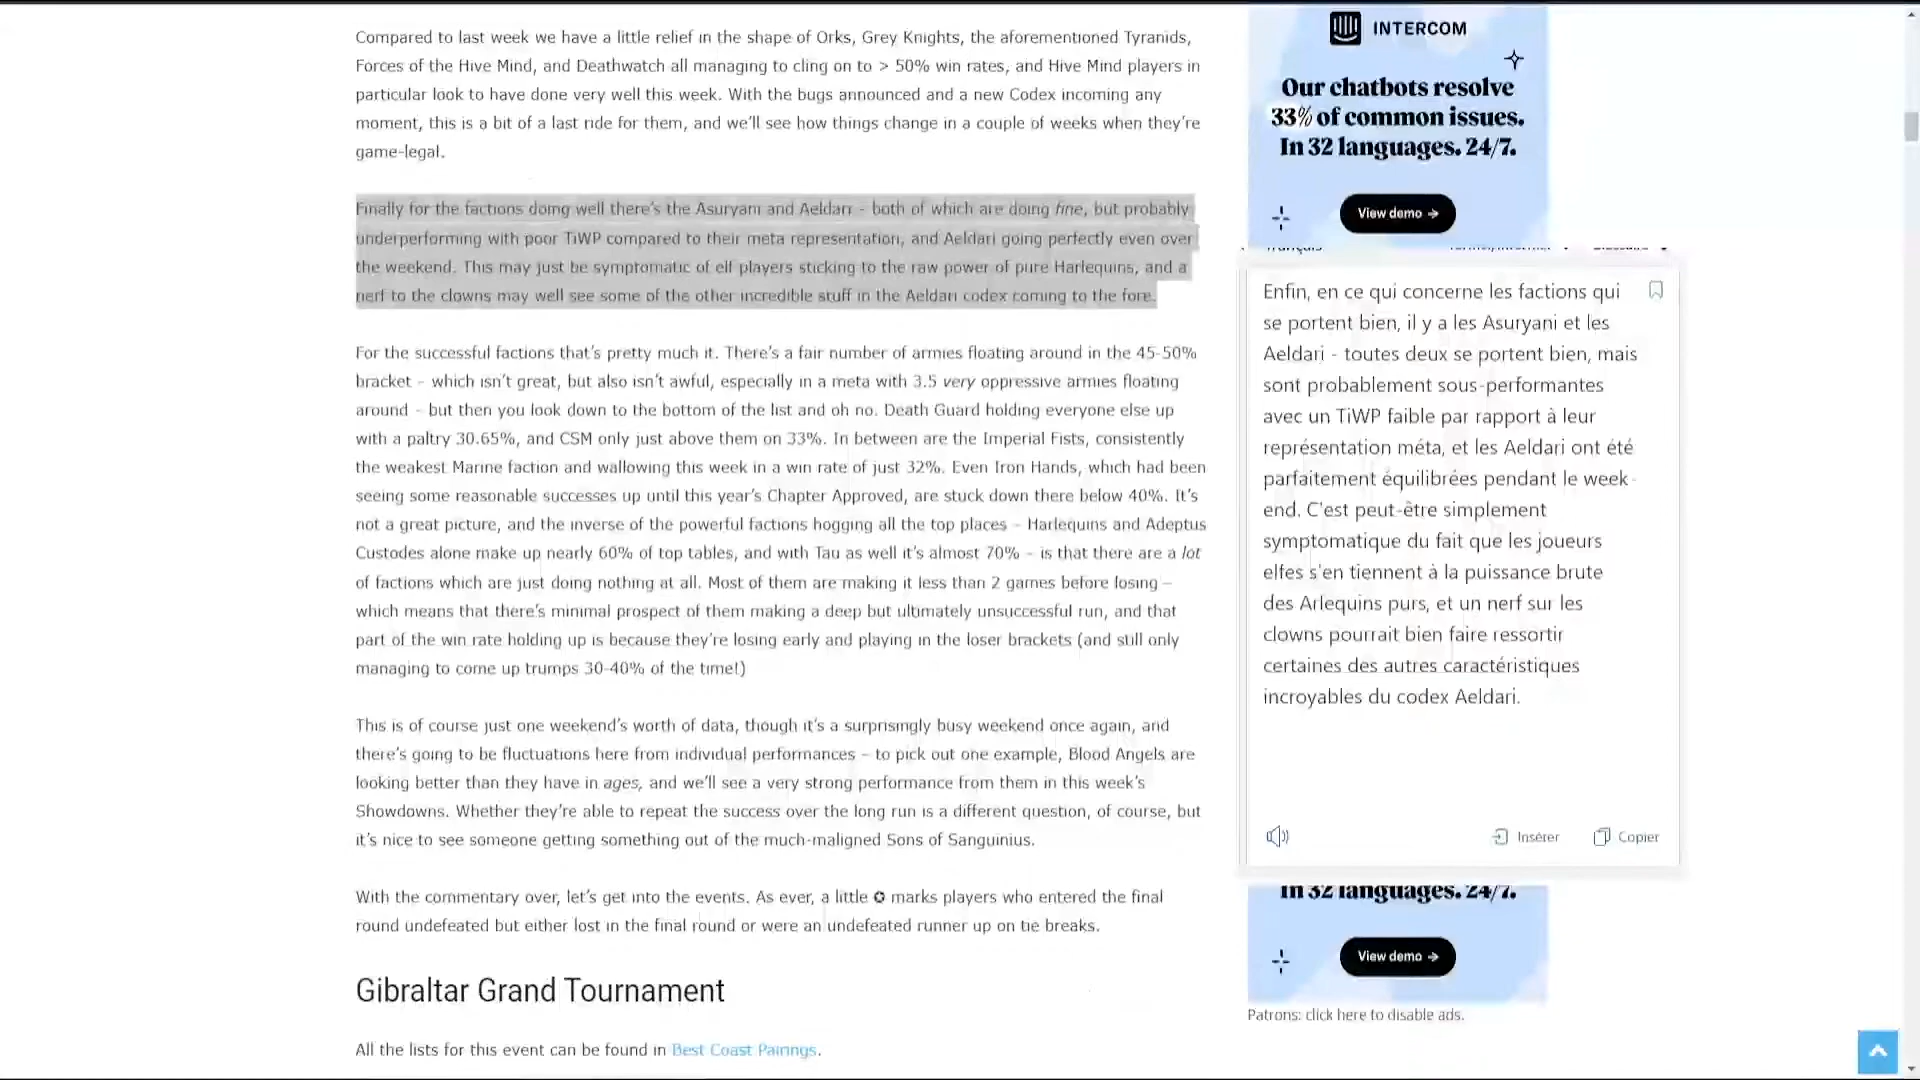 Compared to last week we have a little relief in the shape of Orks, Grey Knights, the aforementioned Tyranids,
Forces of the Hive Mind, and Deathwatch all managing to cling on to > 50% win rates, and Hive Mind players in
particular look to have done very well this week. With the bugs announced and a new Codex incoming any
moment, this is a bit of a last ride for them, and we'll see how things change in a couple of weeks when they're
game-legal.
Finally for the factions doing well there's the Asuryani and Aeldari – both of which are doing fine, but probably
underperforming with poor TiWP compared to their meta representation, and Aeldari going perfectly even over
the weekend. This may just be symptomatic of elf players sticking to the raw power of pure Harlequins, and a
nerf to the clowns may well see some of the other incredible stuff in the Aeldari codex coming to the fore.
For the successful factions that's pretty much it. There's a fair number of armies floating around in the 45-50%
bracket – which isn't great, but also isn't awful, especially in a meta with 3.5 very oppressive armies floating
around – but then you look down to the bottom of the list and oh no. Death Guard holding everyone else up
with a paltry 30.65%, and CSM only just above them on 33%. In between are the Imperial Fists, consistently
the weakest Marine faction and wallowing this week in a win rate of just 32%. Even Iron Hands, which had been
seeing some reasonable successes up until this year's Chapter Approved, are stuck down there below 40%. It's
not a great picture, and the inverse of the powerful factions hogging all the top places – Harlequins and Adeptus
Custodes alone make up nearly 60% of top tables, and with Tau as well it's almost 70% – is that there are a lot
of factions which are just doing nothing at all. Most of them are making it less than 2 games before losing –
which means that there's minimal prospect of them making a deep but ultimately unsuccessful run, and that
part of the win rate holding up is because they're losing early and playing in the loser brackets (and still only
managing to come up trumps 30-40% of the time!)
This is of course just one weekend's worth of data, though it's a surprisingly busy weekend once again, and
there's going to be fluctuations here from individual performances – to pick out one example, Blood Angels are
looking better than they have in ages, and we'll see a very strong performance from them in this week's
Showdowns. Whether they're able to repeat the success over the long run is a different question, of course, but
it's nice to see someone getting something out of the much-maligned Sons of Sanguinius.
With the commentary over, let's get into the events. As ever, a little ✪ marks players who entered the final
round undefeated but either lost in the final round or were an undefeated runner up on tie breaks.
Gibraltar Grand Tournament
All the lists for this event can be found in Best Coast Pairings.
INTERCOM
Our chatbots resolve
33% of common issues.
In 32 languages. 24/7.
View demo →
français
Enfin, en ce qui concerne les factions qui
se portent bien, il y a les Asuryani et les
Aeldari - toutes deux se portent bien, mais
sont probablement sous-performantes
avec un TiWP faible par rapport à leur
représentation méta, et les Aeldari ont été
parfaitement équilibrées pendant le week-
end. C'est peut-être simplement
symptomatique du fait que les joueurs
elfes s'en tiennent à la puissance brute
des Arlequins purs, et un nerf sur les
clowns pourrait bien faire ressortir
certaines des autres caractéristiques
incroyables du codex Aeldari.
Insérer Copier
In 32 languages. 24/7.
View demo →
Patrons: click here to disable ads.